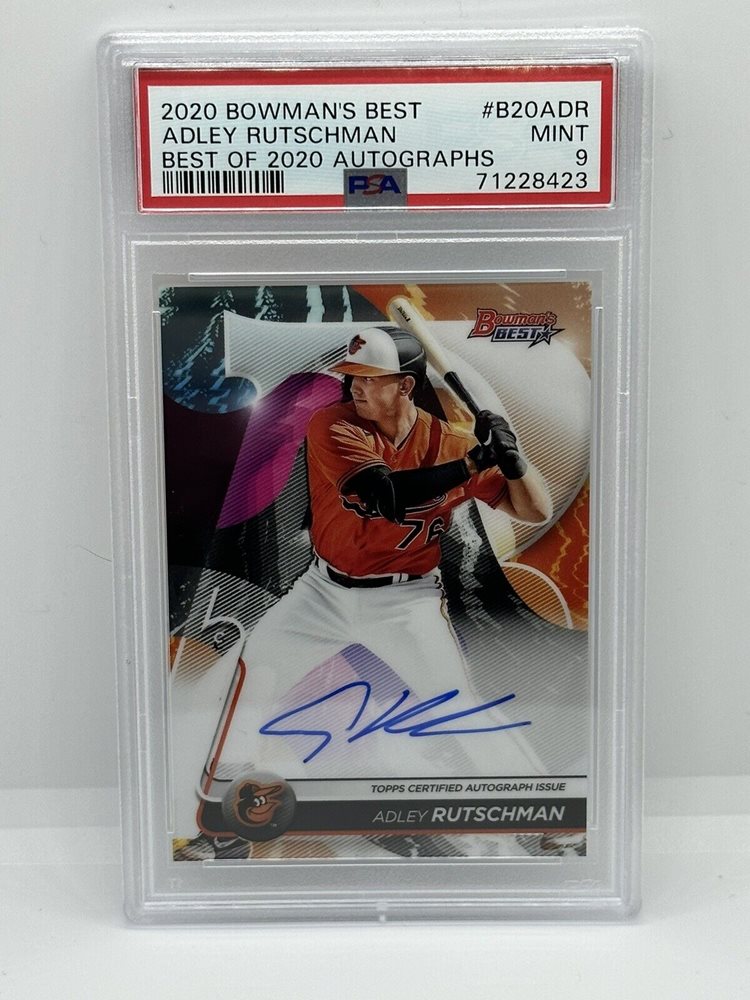 2020 BOWMAN'S BEST #B20ADR
ADLEY RUTSCHMAN MINT
BEST OF 2020 AUTOGRAPHS 9
PSA 71228423
Bowman's
BEST
76
TOPPS CERTIFIED AUTOGRAPH ISSUE
ADLEY RUTSCHMAN